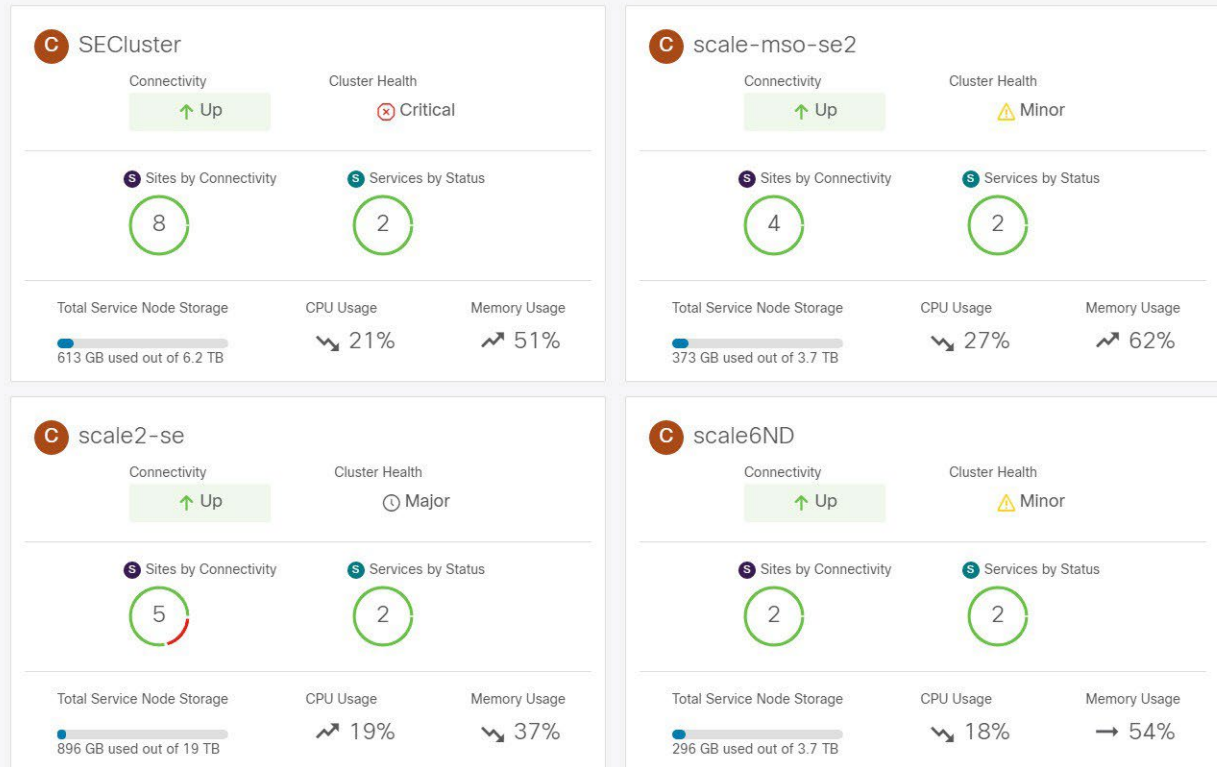 C SECluster
Connectivity Cluster Health
Up Critical
S Sites by Connectivity S Services by Status
8 2
Total Service Node Storage CPU Usage Memory Usage
21% 51%
613 GB used out of 6.2 TB
C scale-mso-se2
Connectivity Cluster Health
Up Minor
S Sites by Connectivity S Services by Status
4 2
Total Service Node Storage CPU Usage Memory Usage
27% 62%
373 GB used out of 3.7 TB
C scale2-se
Connectivity Cluster Health
Up Major
S Sites by Connectivity S Services by Status
5 2
Total Service Node Storage CPU Usage Memory Usage
19% 37%
896 GB used out of 19 TB
C scale6ND
Connectivity Cluster Health
Up Minor
S Sites by Connectivity S Services by Status
2 2
Total Service Node Storage CPU Usage Memory Usage
18% 54%
296 GB used out of 3.7 TB